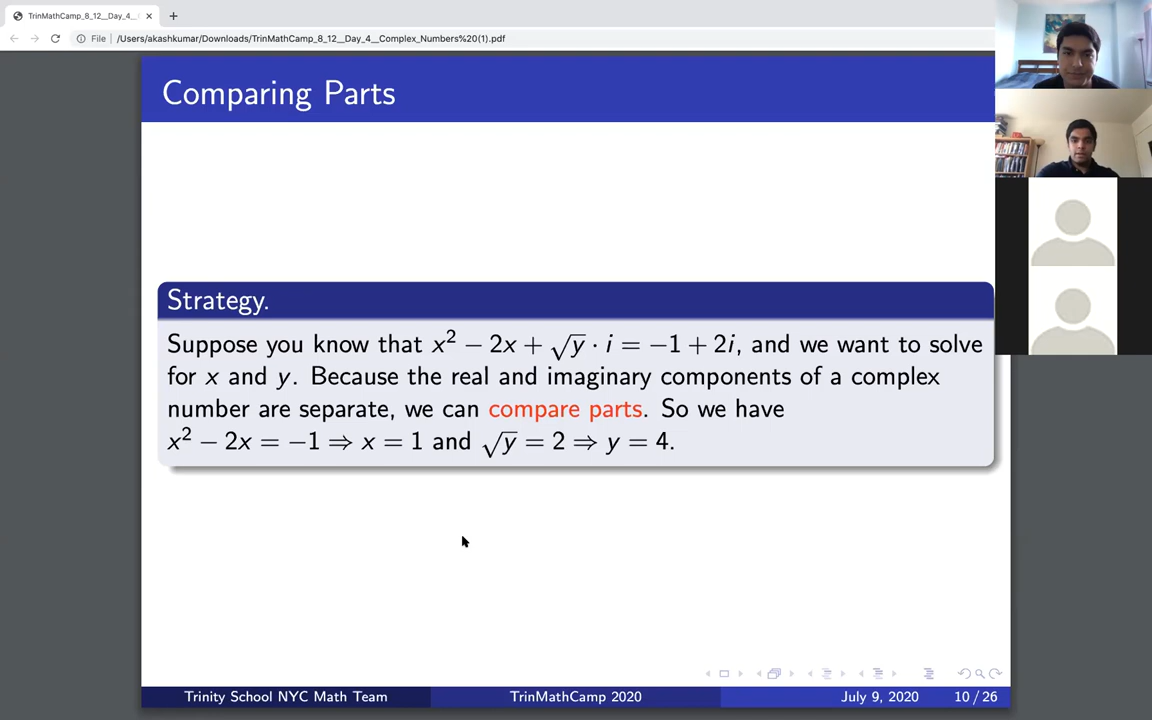 TrinMathCamp_8_12__Day_4_
File
/Users/akashkumar/Downloads/TrinMathCamp_8_12__Day_4__Complex_Numbers%20(1).pdf
Comparing Parts
Strategy.
Suppose you know that x² − 2x + √y · i = −1 + 2i, and we want to solve
for x and y. Because the real and imaginary components of a complex
number are separate, we can compare parts. So we have
x² − 2x = −1 ⇒ x = 1 and √y = 2 ⇒ y = 4.
Trinity School NYC Math Team
TrinMathCamp 2020
July 9, 2020
10 / 26